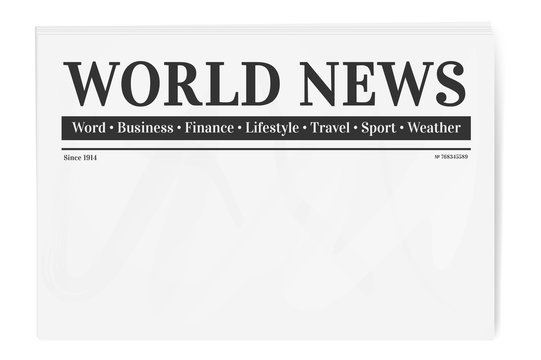 WORLD NEWS
Word • Business • Finance • Lifestyle • Travel • Sport • Weather
Since 1914
№ 768345589